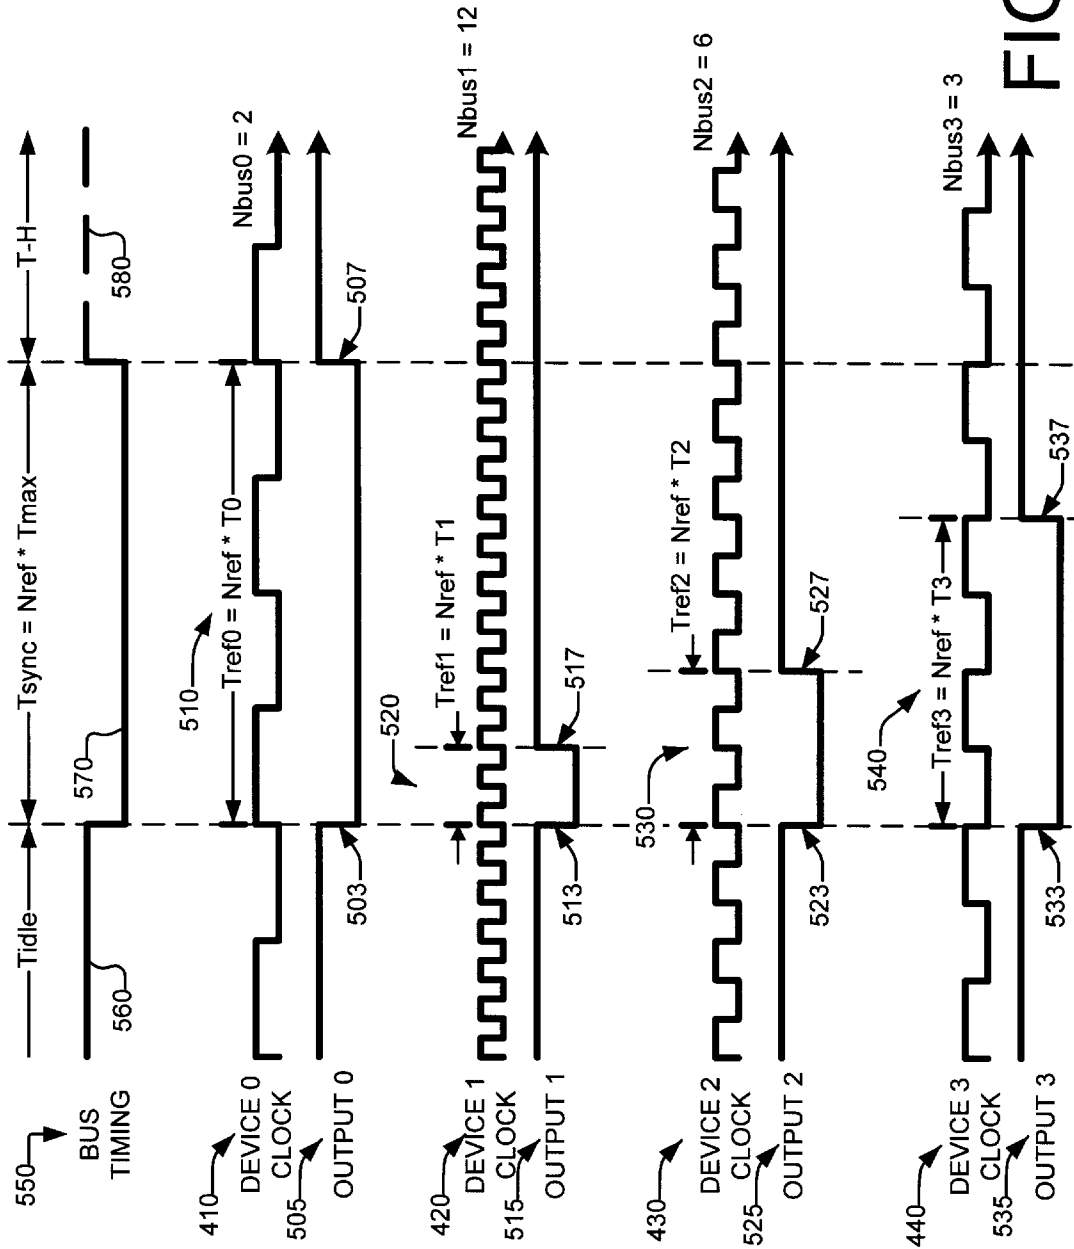 550
BUS
TIMING
Tidle
Tsync = Nref * Tmax
T-H
560
570
580
410
DEVICE 0
CLOCK
510
Tref0 = Nref * T0
Nbus0 = 2
505
OUTPUT 0
503
507
420
DEVICE 1
CLOCK
520
Tref1 = Nref * T1
Nbus1 = 12
515
OUTPUT 1
513
517
430
DEVICE 2
CLOCK
530
Tref2 = Nref * T2
Nbus2 = 6
525
OUTPUT 2
523
527
440
DEVICE 3
CLOCK
540
Tref3 = Nref * T3
Nbus3 = 3
535
OUTPUT 3
533
537